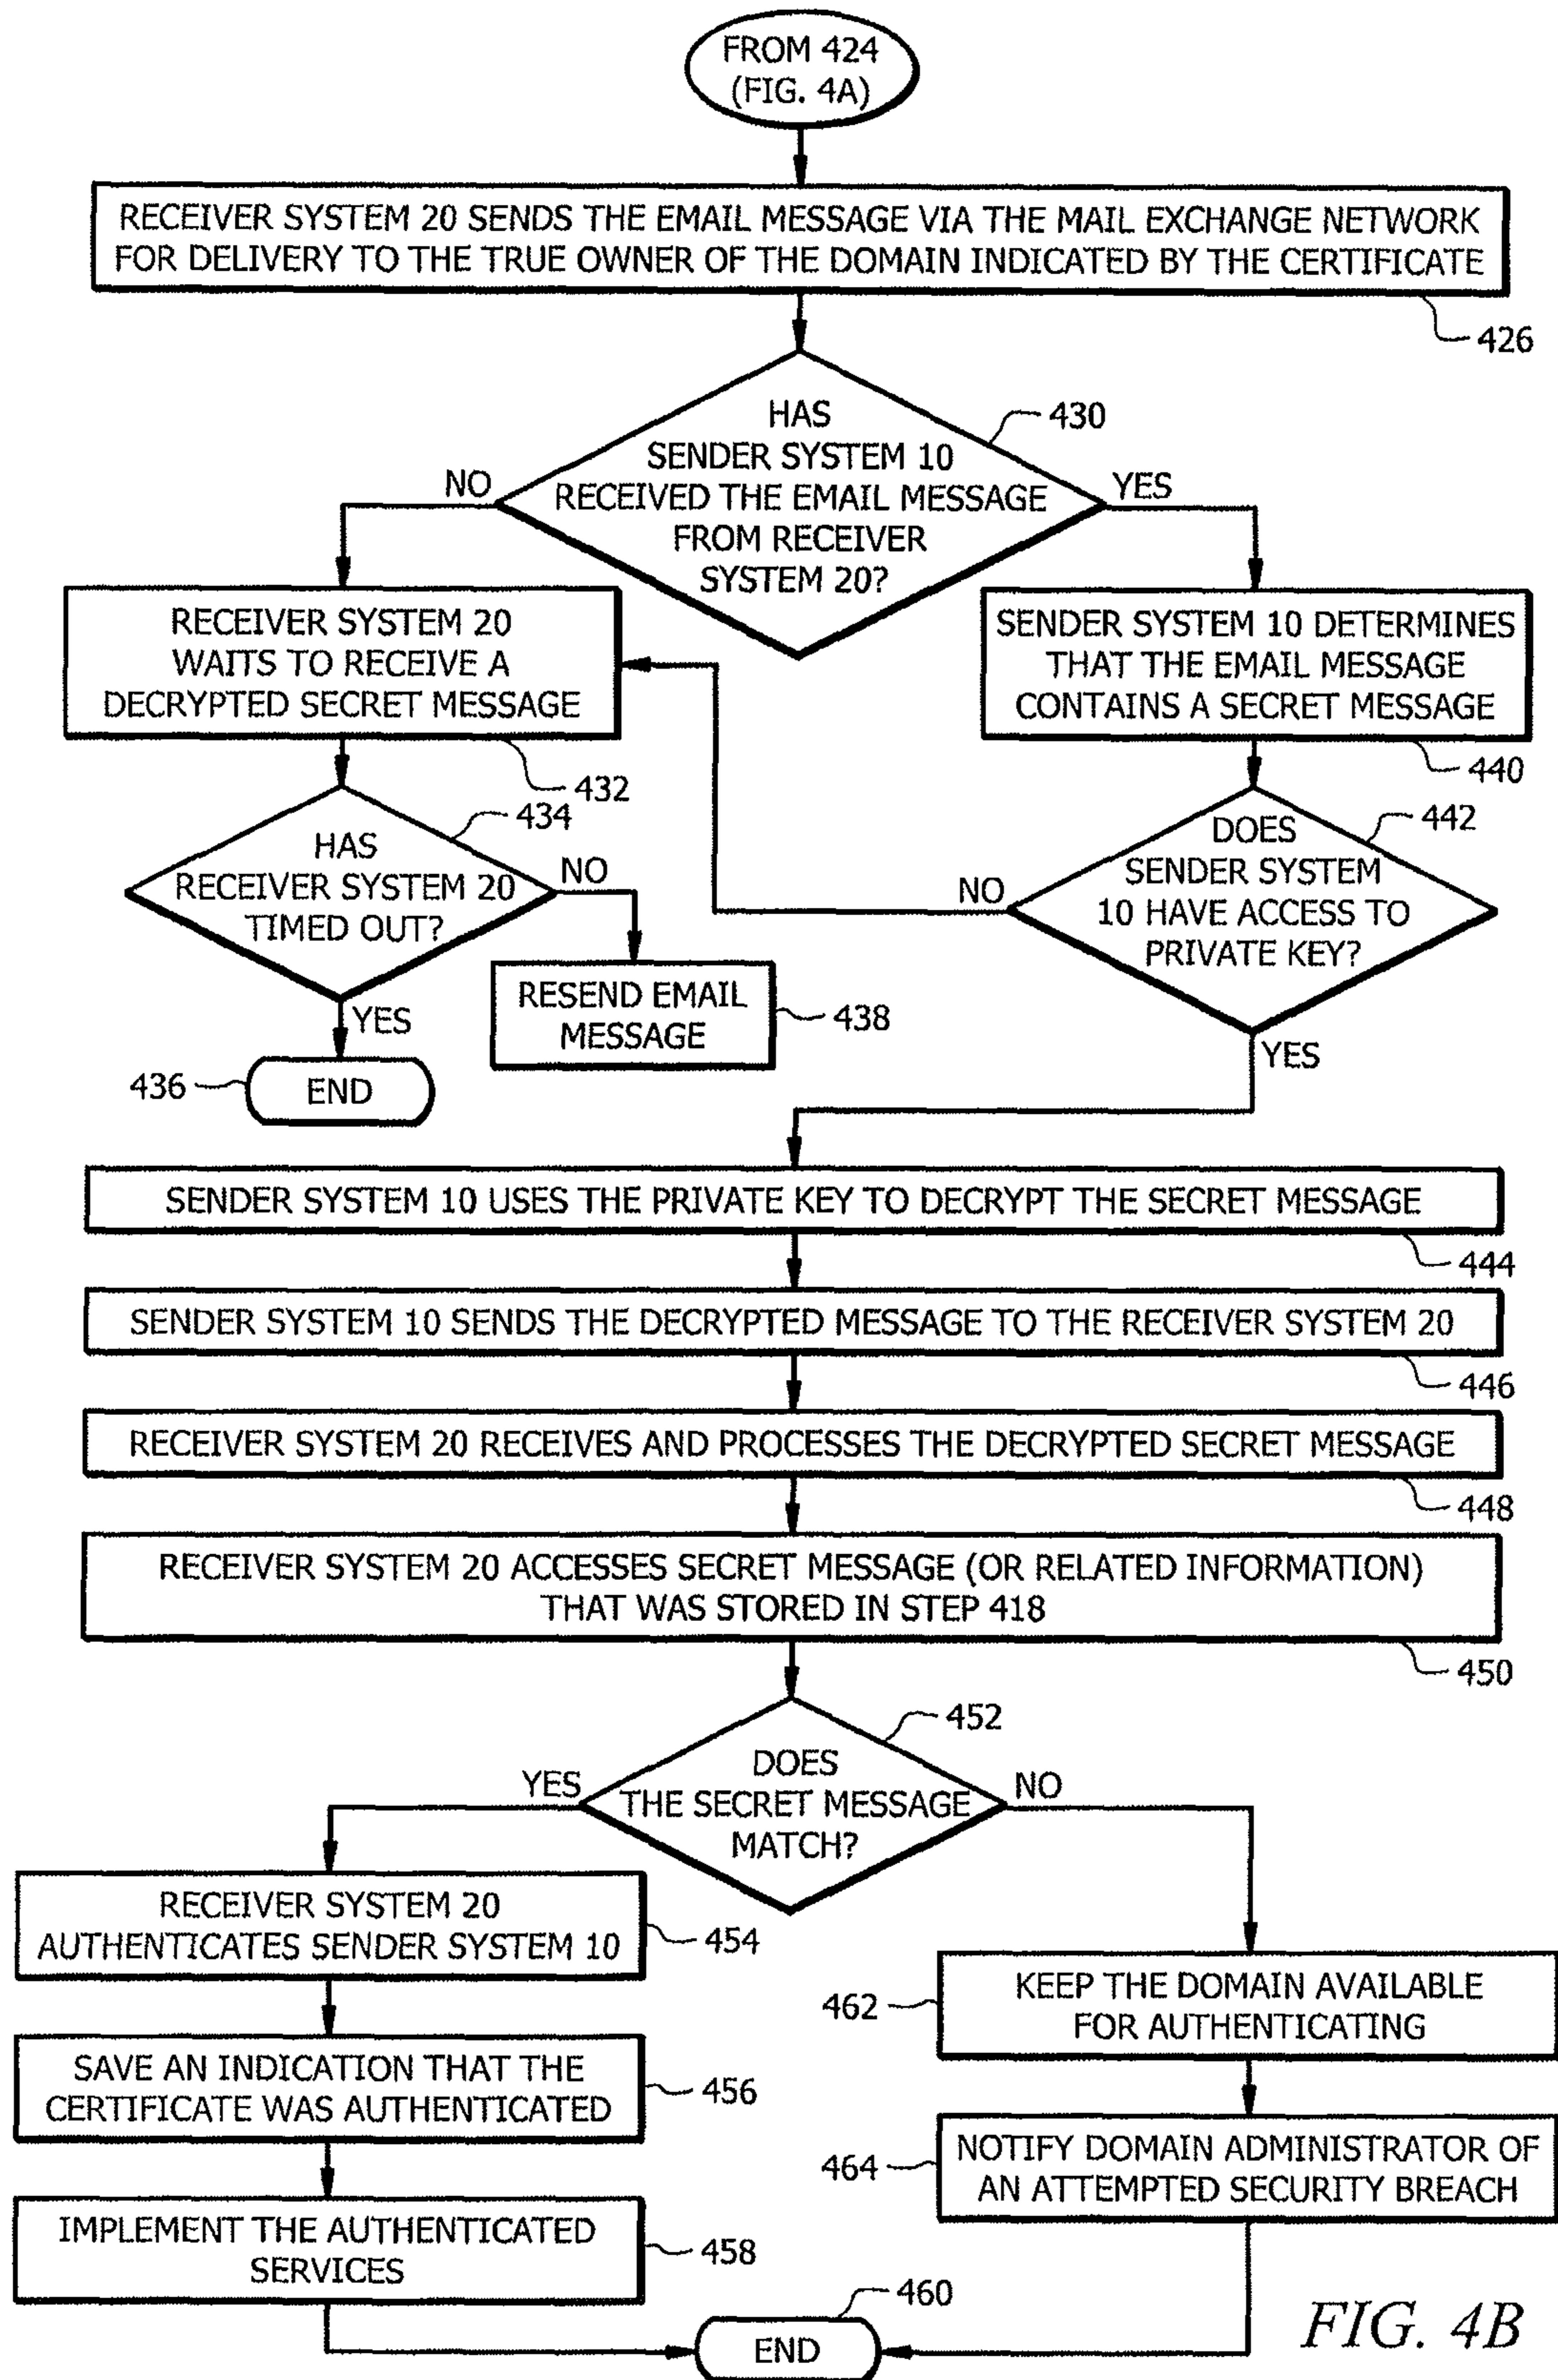 FROM 424
(FIG. 4A)
RECEIVER SYSTEM 20 SENDS THE EMAIL MESSAGE VIA THE MAIL EXCHANGE NETWORK
FOR DELIVERY TO THE TRUE OWNER OF THE DOMAIN INDICATED BY THE CERTIFICATE
426
HAS
SENDER SYSTEM 10
RECEIVED THE EMAIL MESSAGE
FROM RECEIVER
SYSTEM 20?
430
NO
YES
RECEIVER SYSTEM 20
WAITS TO RECEIVE A
DECRYPTED SECRET MESSAGE
432
SENDER SYSTEM 10 DETERMINES
THAT THE EMAIL MESSAGE
CONTAINS A SECRET MESSAGE
440
HAS
RECEIVER SYSTEM 20
TIMED OUT?
434
NO
YES
DOES
SENDER SYSTEM
10 HAVE ACCESS TO
PRIVATE KEY?
442
NO
YES
RESEND EMAIL
MESSAGE
438
436
END
SENDER SYSTEM 10 USES THE PRIVATE KEY TO DECRYPT THE SECRET MESSAGE
444
SENDER SYSTEM 10 SENDS THE DECRYPTED MESSAGE TO THE RECEIVER SYSTEM 20
446
RECEIVER SYSTEM 20 RECEIVES AND PROCESSES THE DECRYPTED SECRET MESSAGE
448
RECEIVER SYSTEM 20 ACCESSES SECRET MESSAGE (OR RELATED INFORMATION)
THAT WAS STORED IN STEP 418
450
DOES
THE SECRET MESSAGE
MATCH?
452
YES
NO
RECEIVER SYSTEM 20
AUTHENTICATES SENDER SYSTEM 10
454
KEEP THE DOMAIN AVAILABLE
FOR AUTHENTICATING
462
SAVE AN INDICATION THAT THE
CERTIFICATE WAS AUTHENTICATED
456
NOTIFY DOMAIN ADMINISTRATOR OF
AN ATTEMPTED SECURITY BREACH
464
IMPLEMENT THE AUTHENTICATED
SERVICES
458
460
END
FIG. 4B